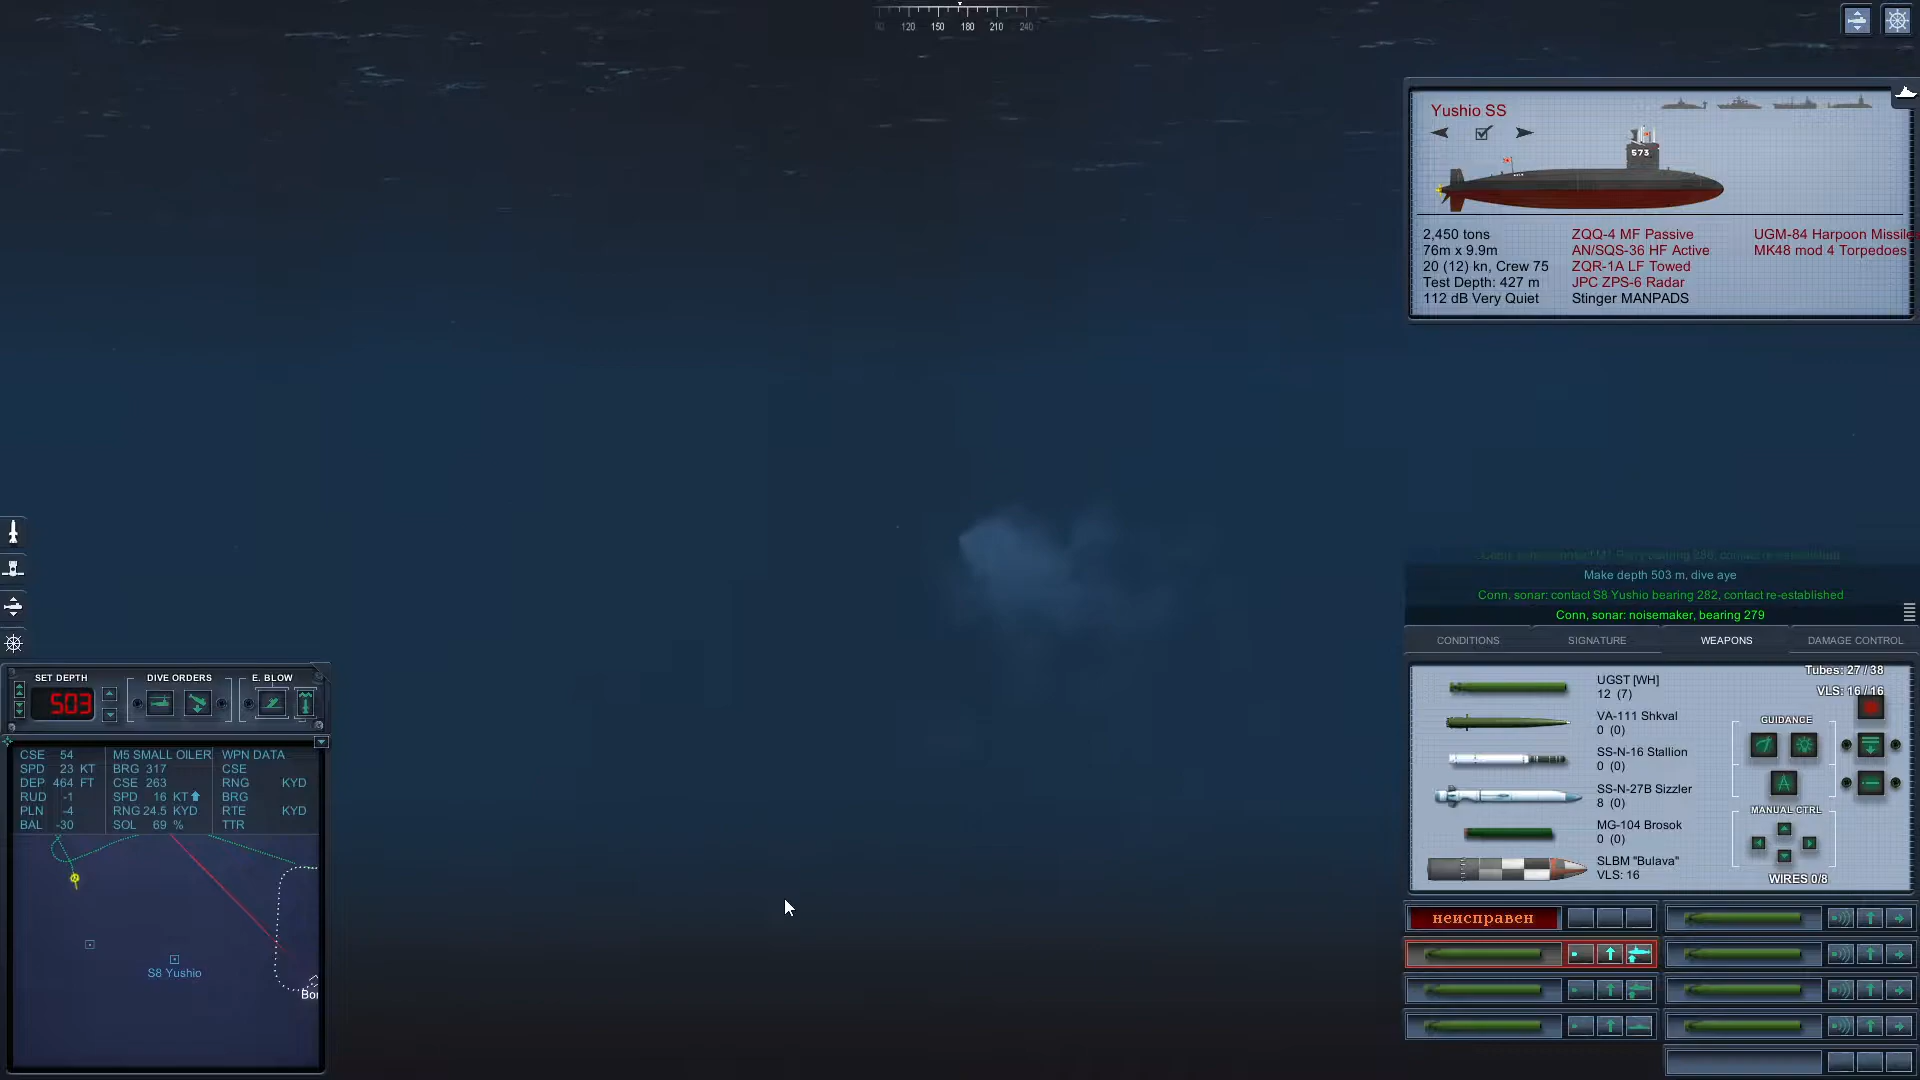 90 120 150 180 210 240
Yushio SS
573
2,450 tons
76m x 9.9m
20 (12) kn, Crew 75
Test Depth: 427 m
112 dB Very Quiet
ZQQ-4 MF Passive
AN/SQS-36 HF Active
ZQR-1A LF Towed
JPC ZPS-6 Radar
Stinger MANPADS
UGM-84 Harpoon Missiles
MK48 mod 4 Torpedoes
contact re-established
Make depth 503 m, dive aye
Conn, sonar: contact S8 Yushio bearing 282, contact re-established
Conn, sonar: noisemaker, bearing 279
CONDITIONS SIGNATURE WEAPONS DAMAGE CONTROL
Tubes: 27 / 38
VLS: 16 / 16
UGST [WH]
12 (7)
VA-111 Shkval
0 (0)
SS-N-16 Stallion
0 (0)
SS-N-27B Sizzler
8 (0)
MG-104 Brosok
0 (0)
SLBM "Bulava"
VLS: 16
GUIDANCE
MANUAL CTRL
WIRES 0/8
неисправен
SET DEPTH DIVE ORDERS E. BLOW
503
CSE 54
SPD 23 KT
DEP 464 FT
RUD -1
PLN -4
BAL -30
M5 SMALL OILER
BRG 317
CSE 263
SPD 16 KT
RNG 24.5 KYD
SOL 69 %
WPN DATA
CSE
RNG KYD
BRG
RTE KYD
TTR
S8 Yushio
Bor